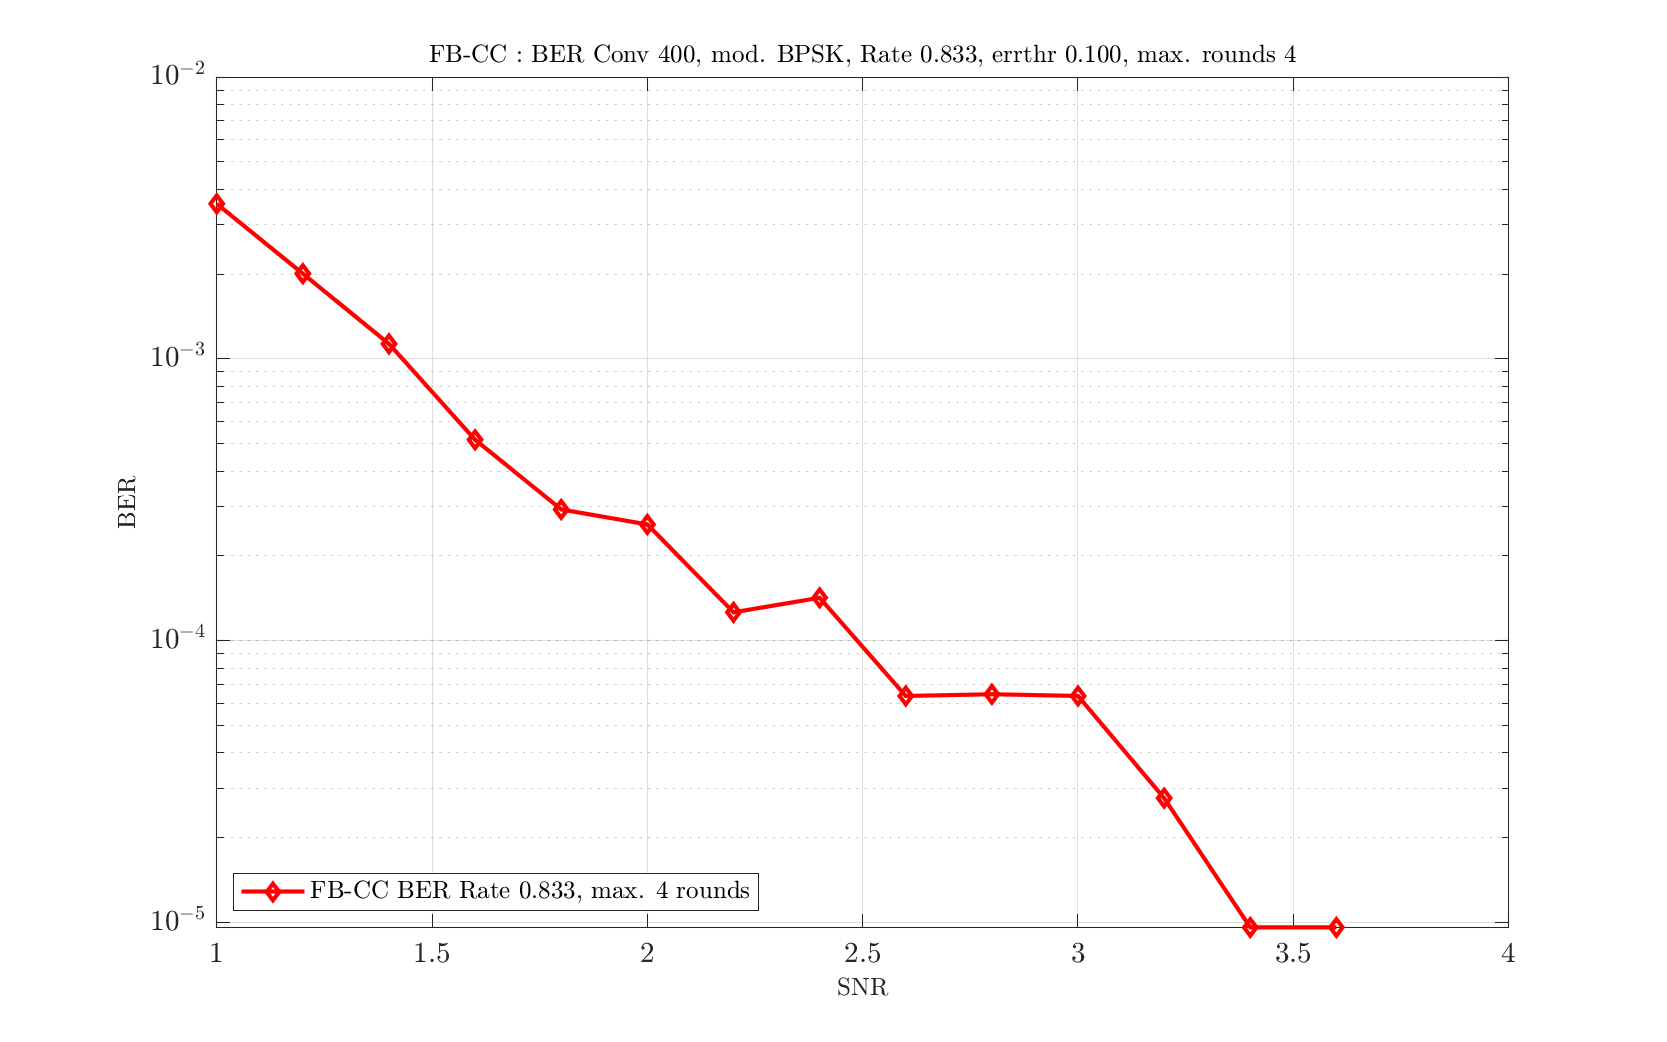 FB-CC : BER Conv 400, mod. BPSK, Rate 0.833, errthr 0.100, max. rounds 4
10^{-2}
10^{-3}
10^{-4}
10^{-5}
BER
FB-CC BER Rate 0.833, max. 4 rounds
1 1.5 2 2.5 3 3.5 4
SNR